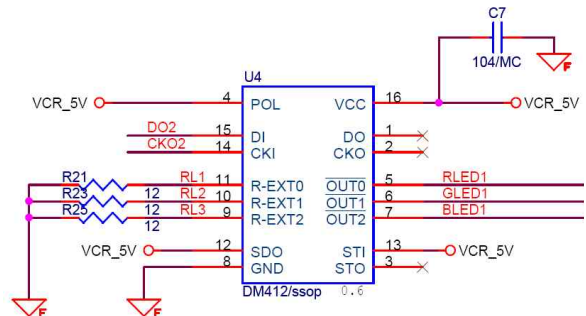 C7
104/MC
U4
VCR_5V 4 POL VCC 16 VCR_5V
DO2 15 DI DO 1
CKO2 14 CKI CKO 2
R21 RL1 11 R-EXT0 OUT0 5 RLED1
R23 12 RL2 10 R-EXT1 OUT1 6 GLED1
R25 12 RL3 9 R-EXT2 OUT2 7 BLED1
12
VCR_5V 12 SDO STI 13 VCR_5V
8 GND STO 3
DM412/ssop 0.6
F
F
F